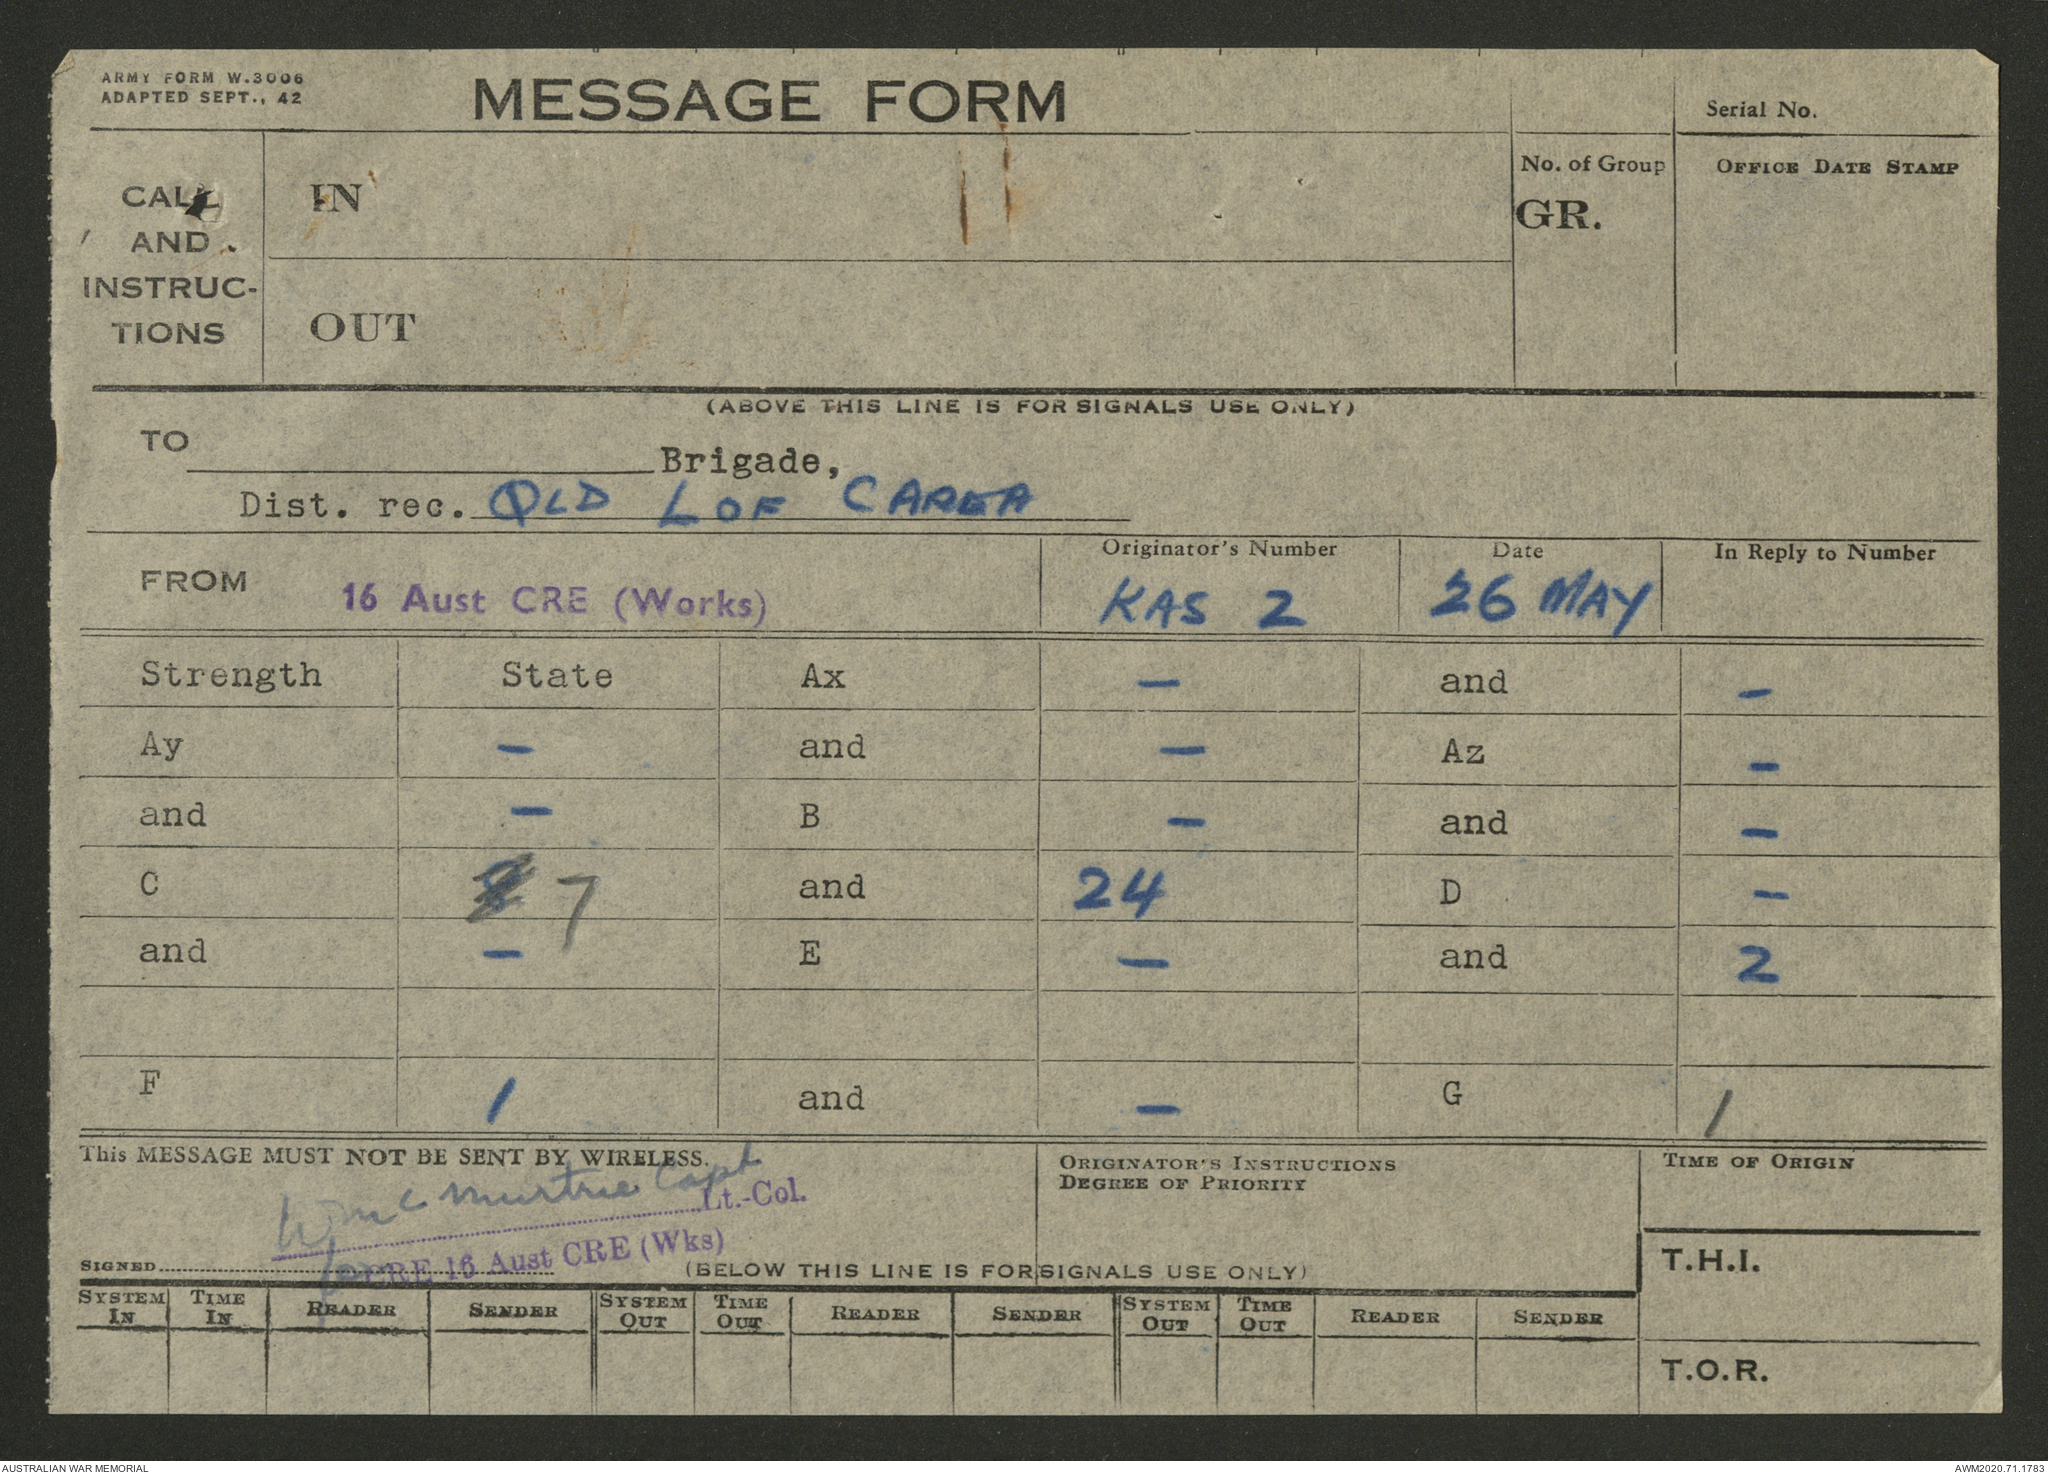 ARMY FORM W.3006
ADAPTED SEPT., 42
MESSAGE FORM
Serial No.
CALL
AND
INSTRUC-
TIONS
IN
OUT
No. of Group
GR.
OFFICE DATE STAMP
(ABOVE THIS LINE IS FOR SIGNALS USE ONLY)
TO
Brigade,
Dist. rec. QLD L OF C AREA
FROM 16 Aust CRE (Works)
Originator's Number
KAS 2
Date
26 MAY
In Reply to Number
Strength State Ax - and -
Ay - and - Az -
and - B - and -
C 7 and 24 D -
and - E - and 2
F 1 and - G 1
This MESSAGE MUST NOT BE SENT BY WIRELESS.
W McMurtrie Capt
Lt.-Col.
CRE 16 Aust CRE (Wks)
SIGNED
ORIGINATOR'S INSTRUCTIONS
DEGREE OF PRIORITY
TIME OF ORIGIN
T.H.I.
T.O.R.
(BELOW THIS LINE IS FOR SIGNALS USE ONLY)
SYSTEM IN TIME IN READER SENDER SYSTEM OUT TIME OUT READER SENDER SYSTEM OUT TIME OUT READER SENDER
AUSTRALIAN WAR MEMORIAL
AWM2020.71.1783